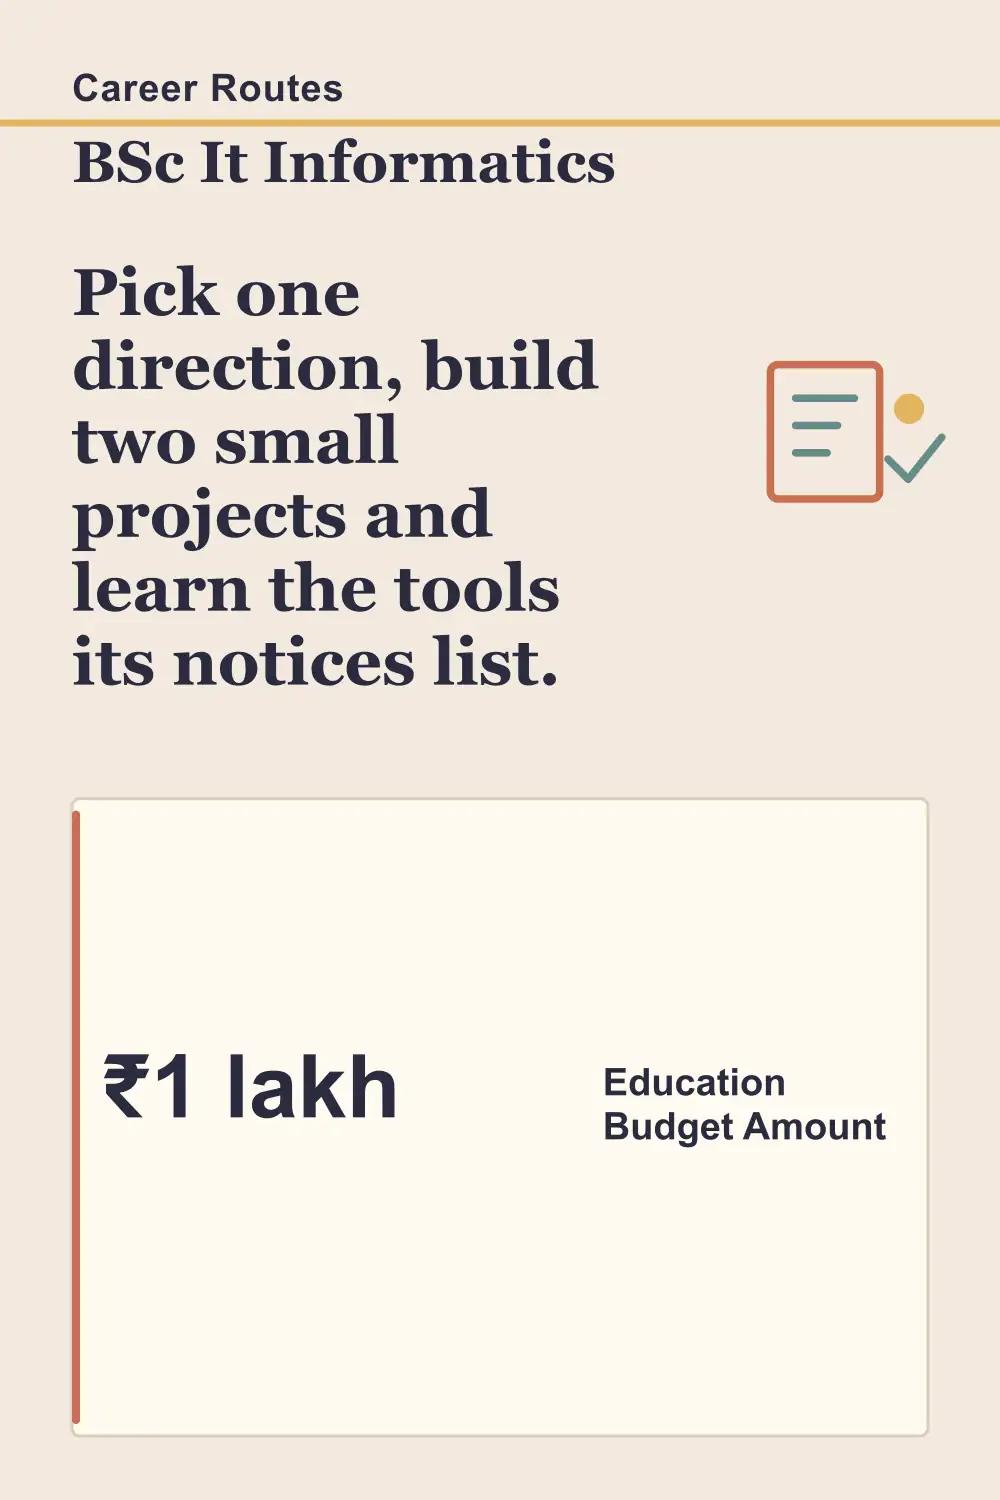 Career Routes
BSc It Informatics
Pick one
direction, build
two small
projects and
learn the tools
its notices list.
₹1 lakh
Education
Budget Amount